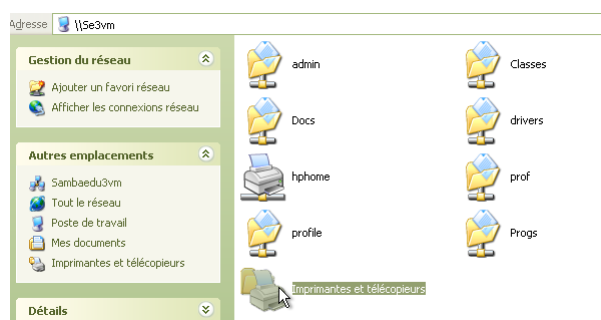 Adresse \\Se3vm
Gestion du réseau
Ajouter un favori réseau
Afficher les connexions réseau
Autres emplacements
Sambaedu3vm
Tout le réseau
Poste de travail
Mes documents
Imprimantes et télécopieurs
Détails
admin
Classes
Docs
drivers
hphome
prof
profile
Progs
Imprimantes et télécopieurs